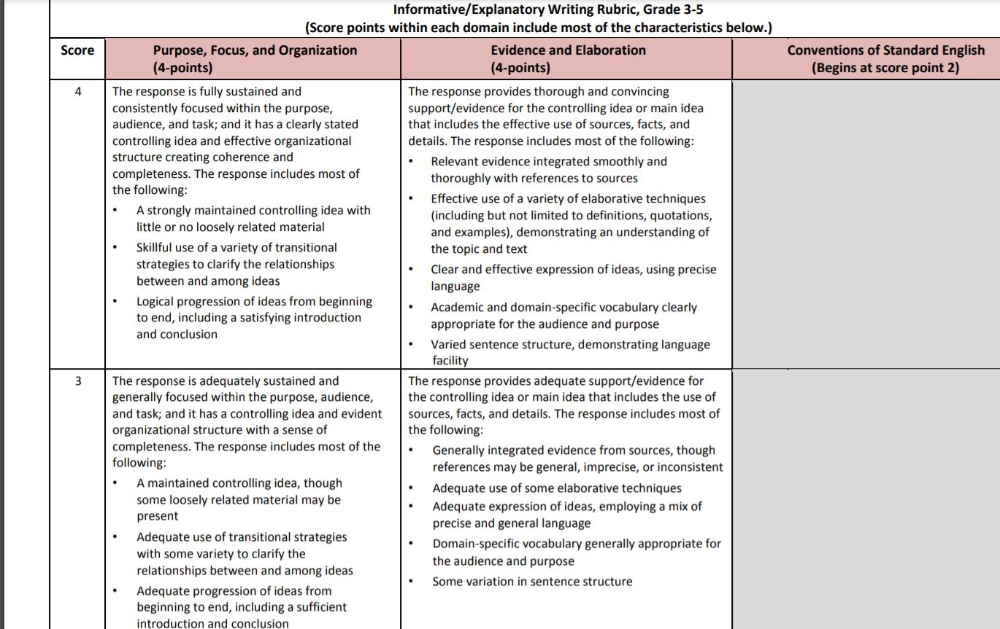 Informative/Explanatory Writing Rubric, Grade 3-5
(Score points within each domain include most of the characteristics below.)
Score
Purpose, Focus, and Organization
(4-points)
Evidence and Elaboration
(4-points)
Conventions of Standard English
(Begins at score point 2)
4
The response is fully sustained and
consistently focused within the purpose,
audience, and task; and it has a clearly stated
controlling idea and effective organizational
structure creating coherence and
completeness. The response includes most of
the following:
• A strongly maintained controlling idea with
little or no loosely related material
• Skillful use of a variety of transitional
strategies to clarify the relationships
between and among ideas
• Logical progression of ideas from beginning
to end, including a satisfying introduction
and conclusion
The response provides thorough and convincing
support/evidence for the controlling idea or main idea
that includes the effective use of sources, facts, and
details. The response includes most of the following:
• Relevant evidence integrated smoothly and
thoroughly with references to sources
• Effective use of a variety of elaborative techniques
(including but not limited to definitions, quotations,
and examples), demonstrating an understanding of
the topic and text
• Clear and effective expression of ideas, using precise
language
• Academic and domain-specific vocabulary clearly
appropriate for the audience and purpose
• Varied sentence structure, demonstrating language
facility
3
The response is adequately sustained and
generally focused within the purpose, audience,
and task; and it has a controlling idea and evident
organizational structure with a sense of
completeness. The response includes most of the
following:
• A maintained controlling idea, though
some loosely related material may be
present
• Adequate use of transitional strategies
with some variety to clarify the
relationships between and among ideas
• Adequate progression of ideas from
beginning to end, including a sufficient
introduction and conclusion
The response provides adequate support/evidence for
the controlling idea or main idea that includes the use of
sources, facts, and details. The response includes most of
the following:
• Generally integrated evidence from sources, though
references may be general, imprecise, or inconsistent
• Adequate use of some elaborative techniques
• Adequate expression of ideas, employing a mix of
precise and general language
• Domain-specific vocabulary generally appropriate for
the audience and purpose
• Some variation in sentence structure